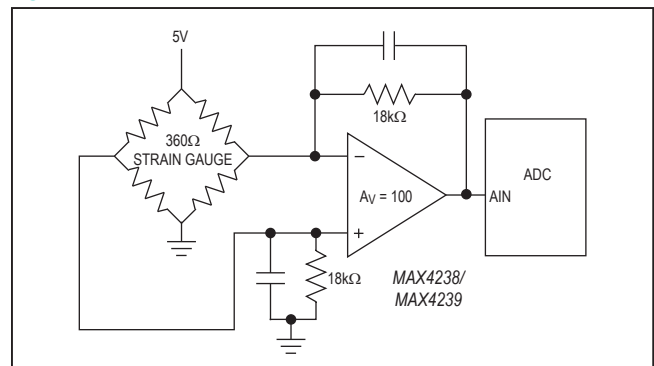 5V
18kΩ
360Ω
STRAIN GAUGE
−
AV = 100
+
AIN
ADC
18kΩ
MAX4238/
MAX4239